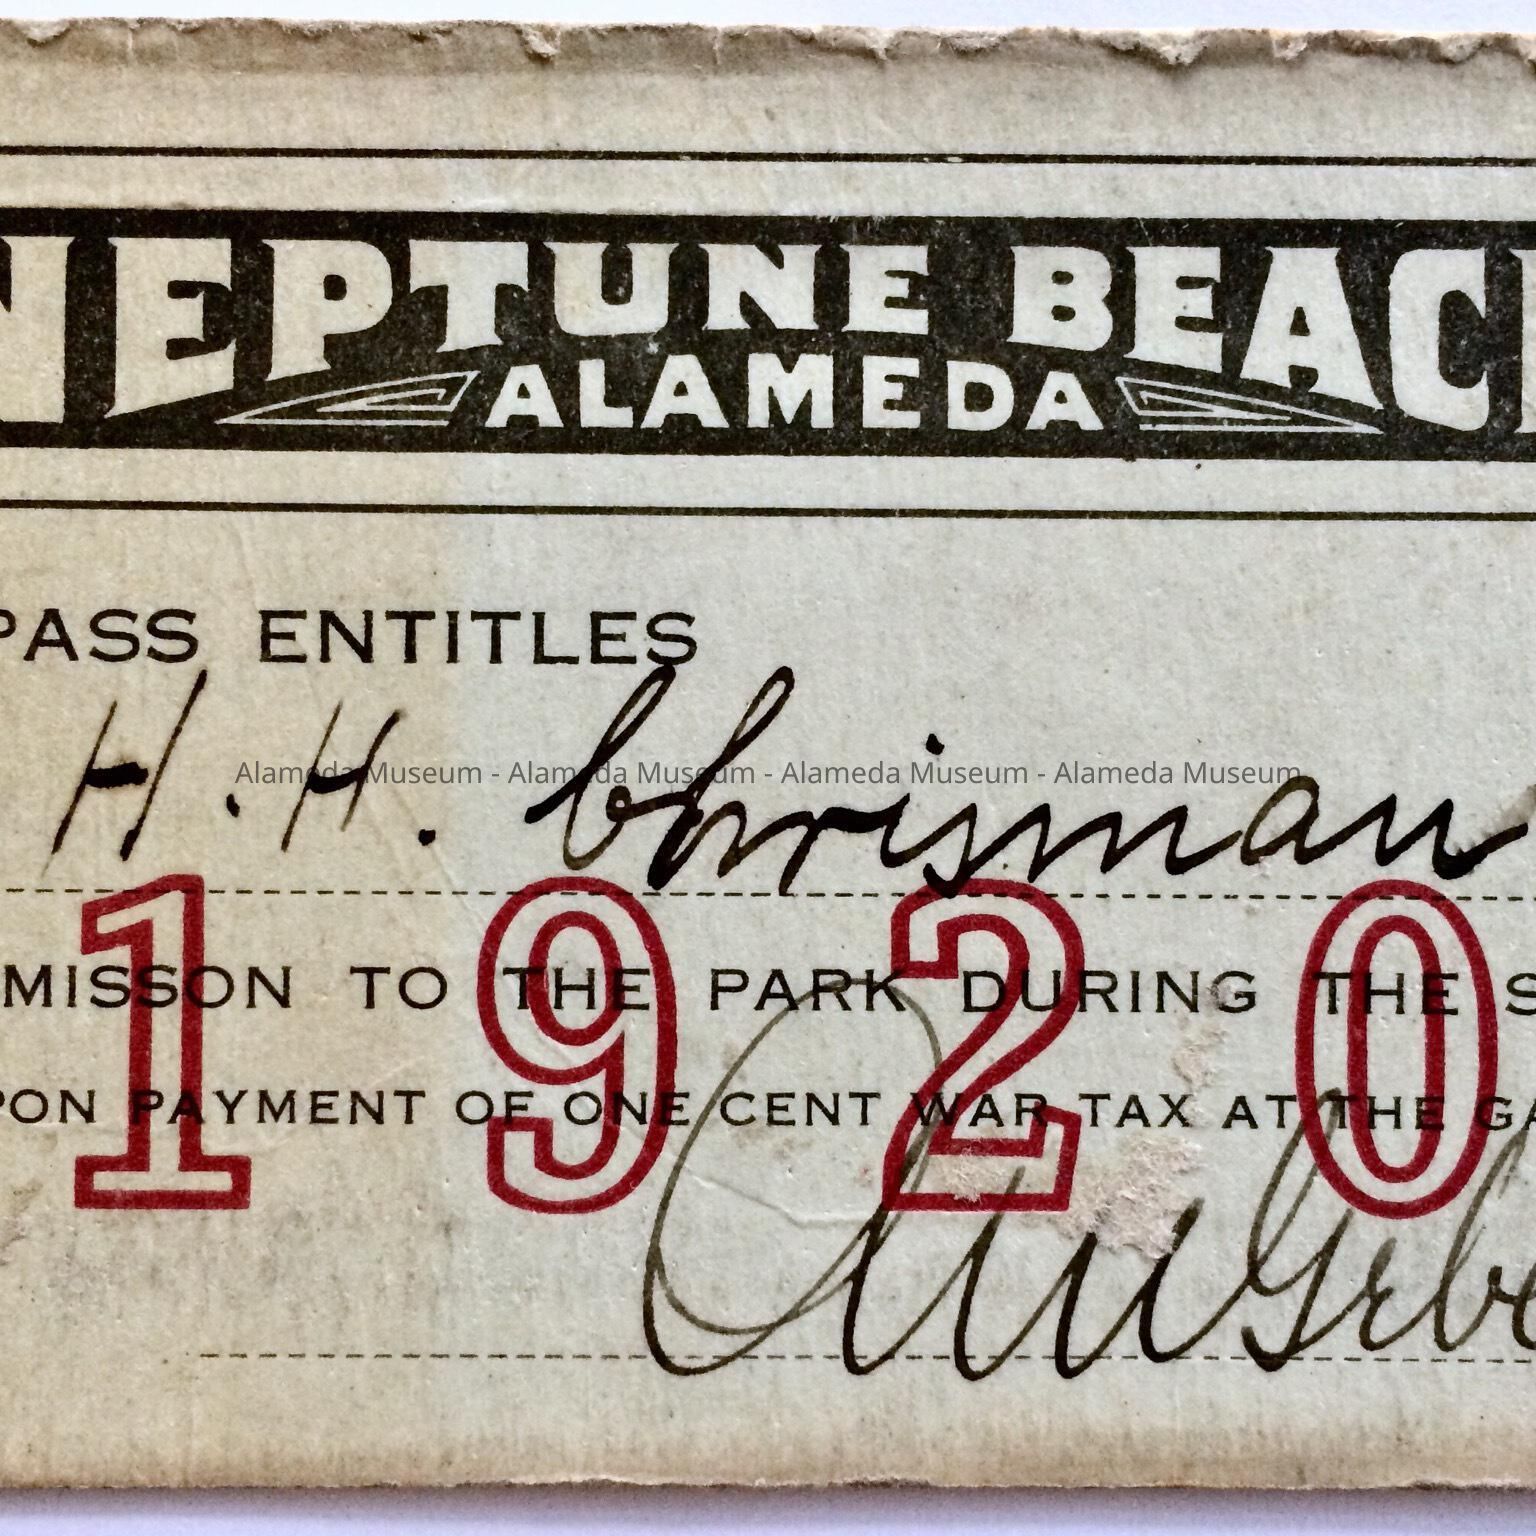 NEPTUNE BEAC
ALAMEDA
PASS ENTITLES
H. H. Chrisman
Alameda Museum - Alameda Museum - Alameda Museum - Alameda Museum
1920
MISSON TO THE PARK DURING THE S
PON PAYMENT OF ONE CENT WAR TAX AT THE GA